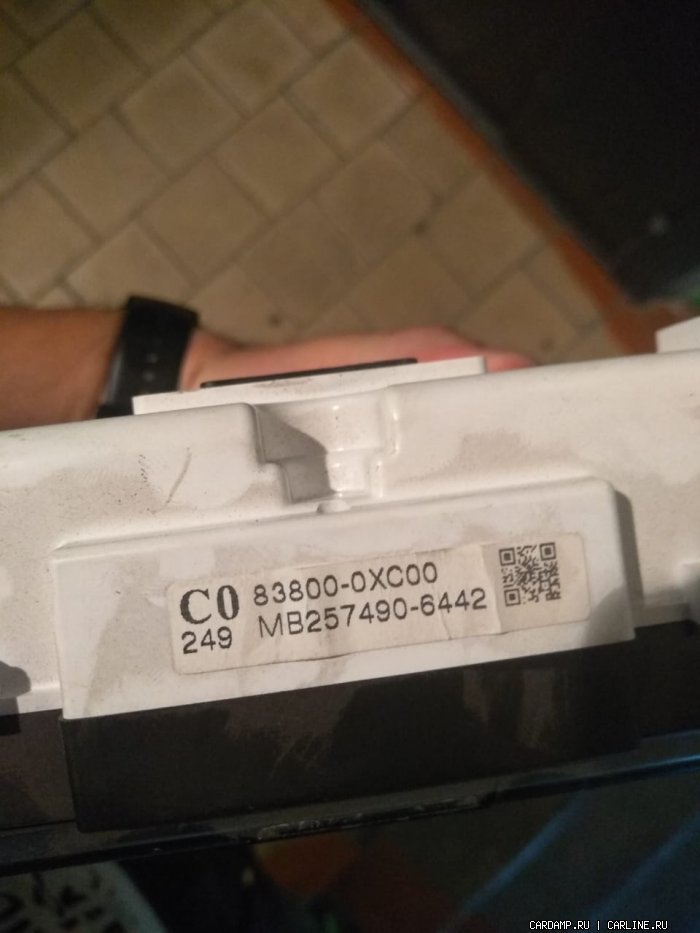 C0 83800-0XC00
249 MB257490-6442
CARDAMP.RU | CARLINE.RU